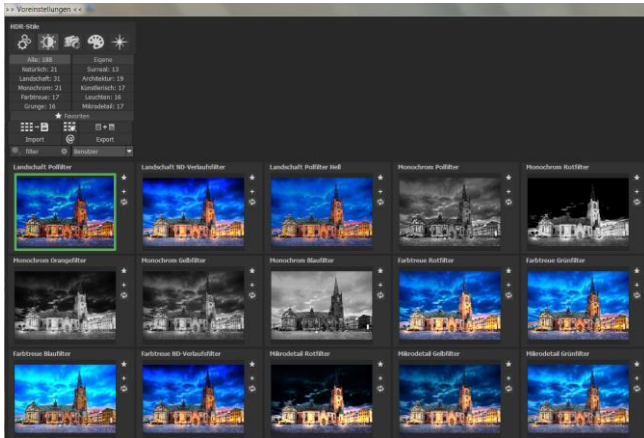 >> Voreinstellungen <<
HDR-Stile
Alle: 188 Eigene
Natürlich: 21 Surreal: 13
Landschaft: 31 Architektur: 19
Monochrom: 21 Künstlerisch: 17
Farbtreue: 17 Leuchten: 16
Grunge: 16 Mikrodetail: 17
★ Favoriten
Import @ Export
filter Benutzer
Landschaft Polfilter Landschaft ND-Verlaufsfilter Landschaft Polfilter Hell Monochrom Polfilter Monochrom Rotfilter
Monochrom Orangefilter Monochrom Gelbfilter Monochrom Blaufilter Farbtreue Rotfilter Farbtreue Grünfilter
Farbtreue Blaufilter Farbtreue ND-Verlaufsfilter Mikrodetail Rotfilter Mikrodetail Gelbfilter Mikrodetail Grünfilter